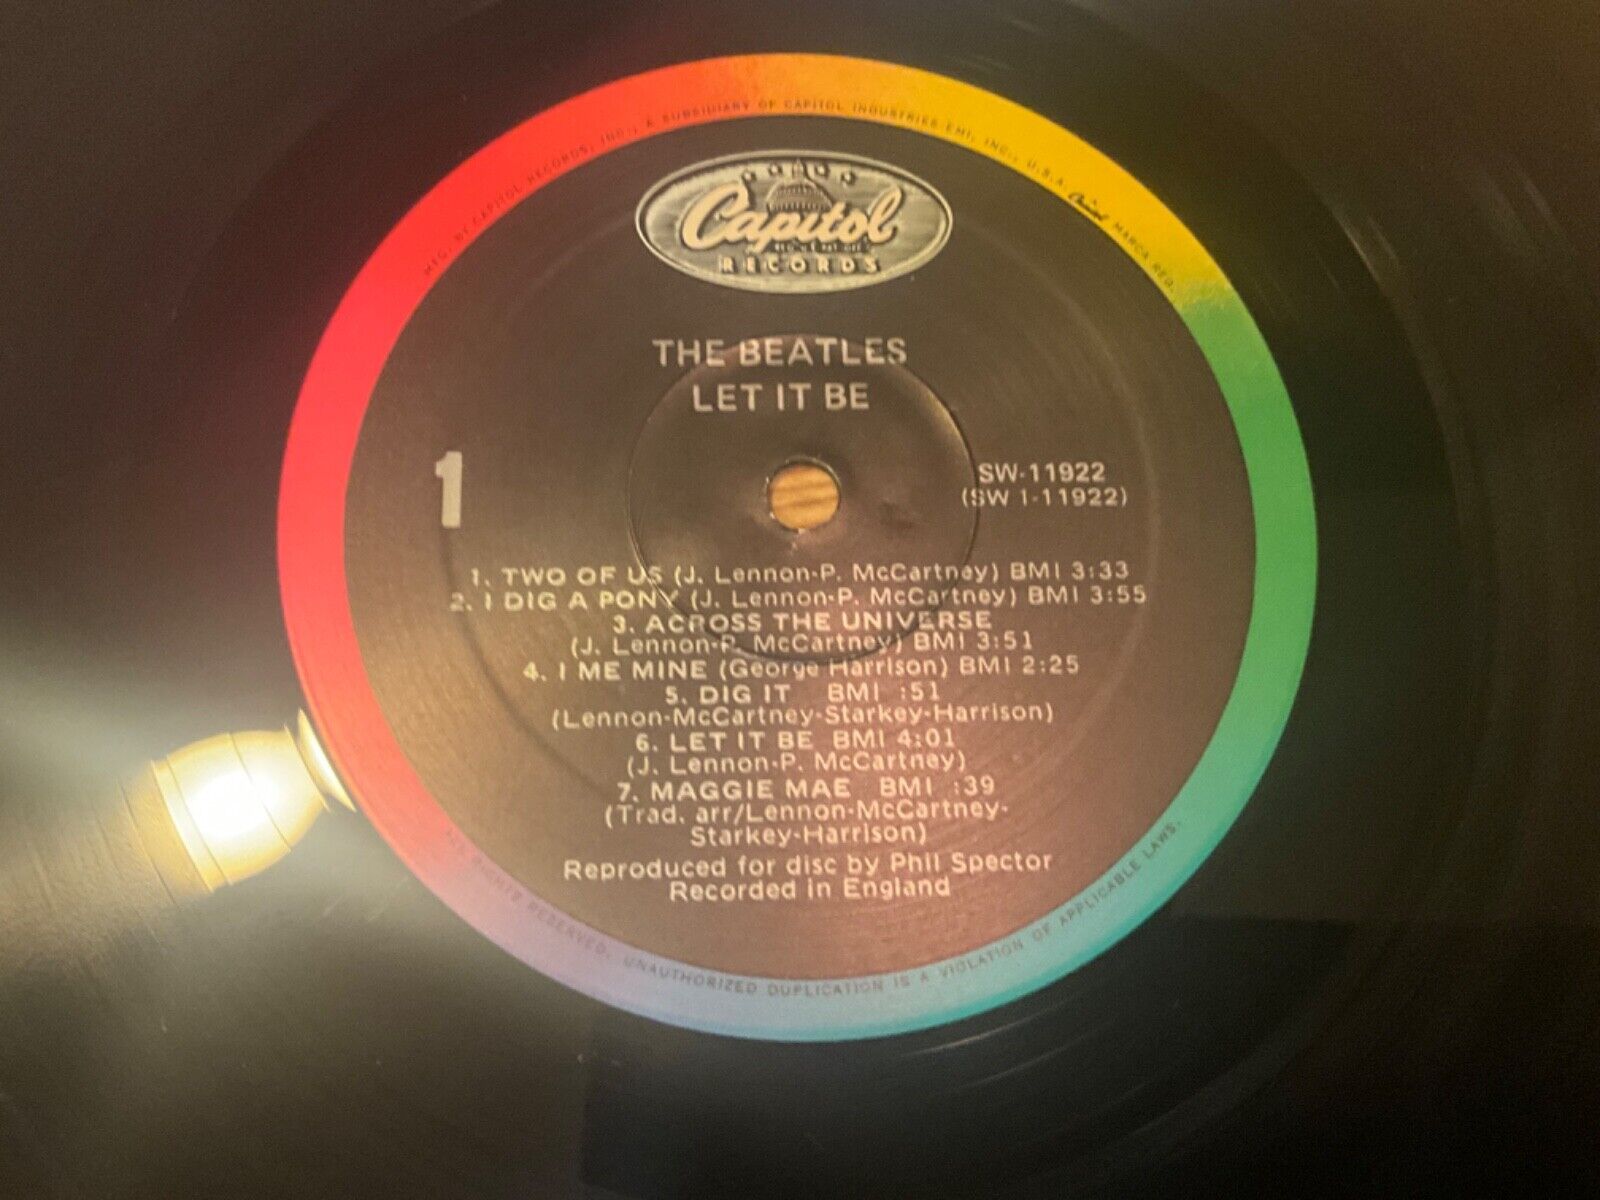 MFG. BY CAPITOL RECORDS, INC., A SUBSIDIARY OF CAPITOL INDUSTRIES-EMI, INC., U.S.A. Capitol MARCA REG.
Capitol
RECORDS
THE BEATLES
LET IT BE
1
SW-11922
(SW 1-11922)
1. TWO OF US (J. Lennon-P. McCartney) BMI 3:33
2. I DIG A PONY (J. Lennon-P. McCartney) BMI 3:55
3. ACROSS THE UNIVERSE
(J. Lennon-P. McCartney) BMI 3:51
4. I ME MINE (George Harrison) BMI 2:25
5. DIG IT BMI :51
(Lennon-McCartney-Starkey-Harrison)
6. LET IT BE BMI 4:01
(J. Lennon-P. McCartney)
7. MAGGIE MAE BMI :39
(Trad. arr/Lennon-McCartney-
Starkey-Harrison)
Reproduced for disc by Phil Spector
Recorded in England
ALL RIGHTS RESERVED. UNAUTHORIZED DUPLICATION IS A VIOLATION OF APPLICABLE LAWS.